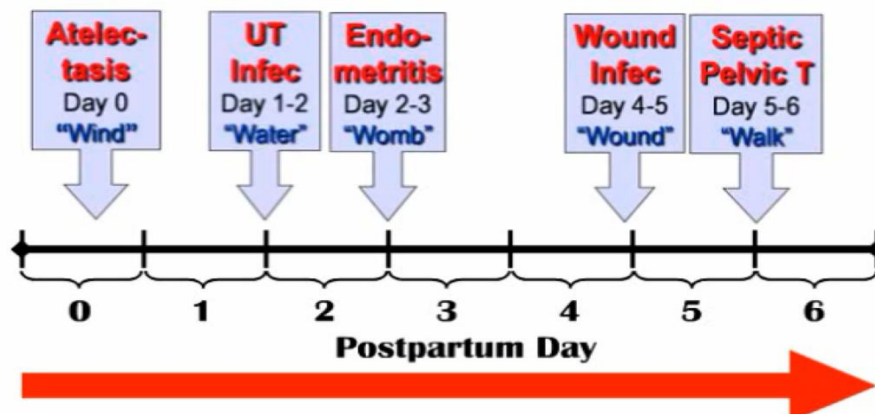 Atelec-
tasis
Day 0
“Wind”
UT
Infec
Day 1-2
“Water”
Endo-
metritis
Day 2-3
“Womb”
Wound
Infec
Day 4-5
“Wound”
Septic
Pelvic T
Day 5-6
“Walk”
0 1 2 3 4 5 6
Postpartum Day